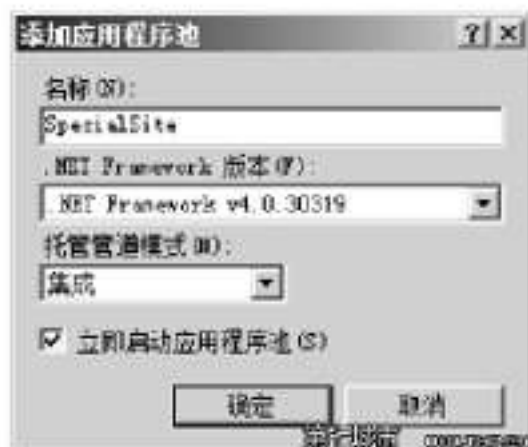 添加应用程序池
名称(N):
SpecialSite
.NET Framework 版本(F):
.NET Framework v4.0.30319
托管管道模式(M):
集成
立即启动应用程序池(S)
确定
取消